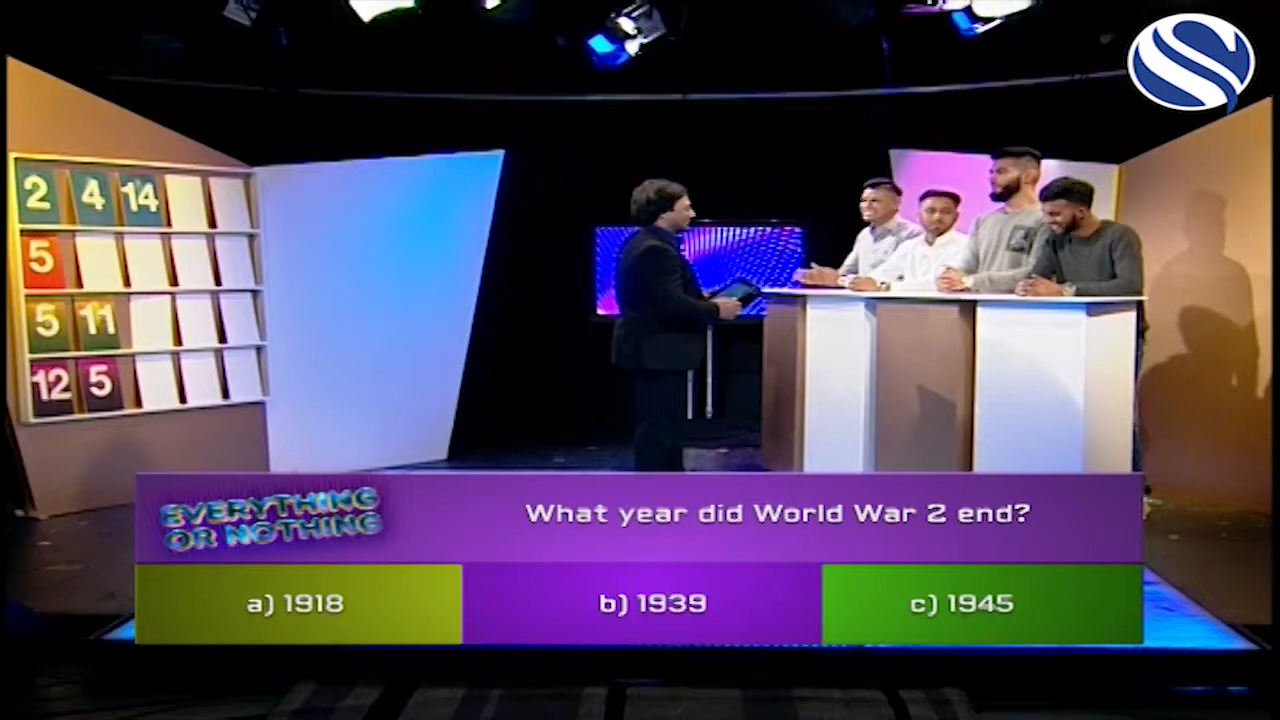 2 4 14
5
5 11
12 5
S
EVERYTHING
OR NOTHING
What year did World War 2 end?
a) 1918
b) 1939
c) 1945